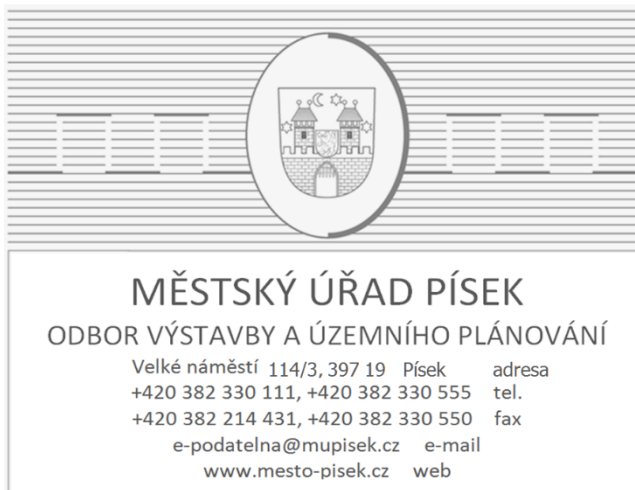 MĚSTSKÝ ÚŘAD PÍSEK
ODBOR VÝSTAVBY A ÚZEMNÍHO PLÁNOVÁNÍ
Velké náměstí 114/3, 397 19 Písek adresa
+420 382 330 111, +420 382 330 555 tel.
+420 382 214 431, +420 382 330 550 fax
e-podatelna@mupisek.cz e-mail
www.mesto-pisek.cz web